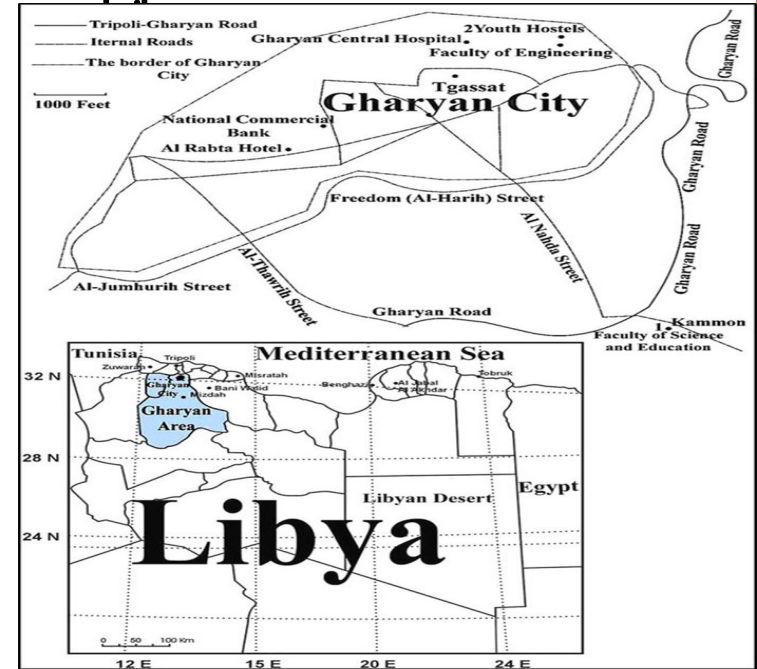 Tripoli-Gharyan Road
Iternal Roads
The border of Gharyan
City
1000 Feet
2Youth Hostels
Gharyan Central Hospital
Faculty of Engineering
Gharyan Road
Tgassat
Gharyan City
National Commercial
Bank
Al Rabta Hotel
Gharyan Road
Freedom (Al-Harih) Street
Al Nahda Street
Gharyan Road
Al-Thawrih Street
Al-Jumhurih Street
Gharyan Road
1 Kammon
Faculty of Science
and Education
Tunisia
Tripoli
Mediterranean Sea
Zuwarah
32 N
Misratah
Tobruk
Gharyan
City
Bani Walid
Mizdah
Benghazi
Al Jabal
Al Akhdar
Gharyan
Area
28 N
Libyan Desert
Egypt
24 N
Libya
0 50 100 Km
12 E 15 E 20 E 24 E